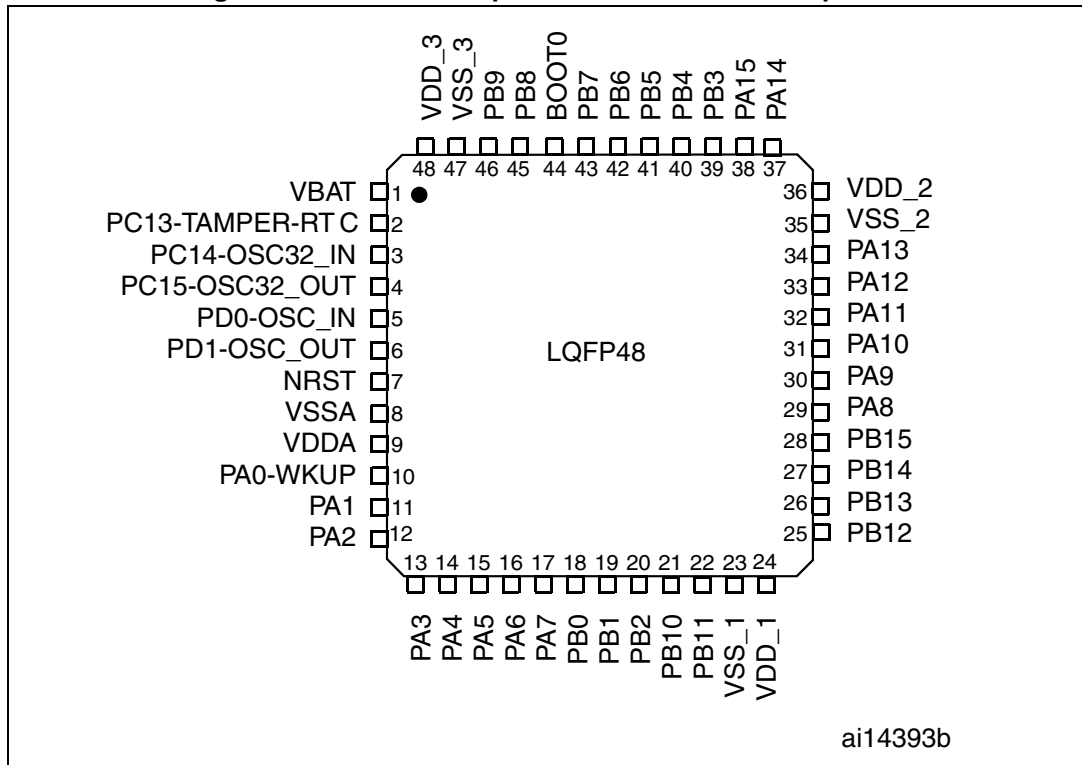 VDD_3
VSS_3
PB9
PB8
BOOT0
PB7
PB6
PB5
PB4
PB3
PA15
PA14
48 47 46 45 44 43 42 41 40 39 38 37
VBAT 1
PC13-TAMPER-RTC 2
PC14-OSC32_IN 3
PC15-OSC32_OUT 4
PD0-OSC_IN 5
PD1-OSC_OUT 6
NRST 7
VSSA 8
VDDA 9
PA0-WKUP 10
PA1 11
PA2 12
LQFP48
36 VDD_2
35 VSS_2
34 PA13
33 PA12
32 PA11
31 PA10
30 PA9
29 PA8
28 PB15
27 PB14
26 PB13
25 PB12
13 14 15 16 17 18 19 20 21 22 23 24
PA3
PA4
PA5
PA6
PA7
PB0
PB1
PB2
PB10
PB11
VSS_1
VDD_1
ai14393b